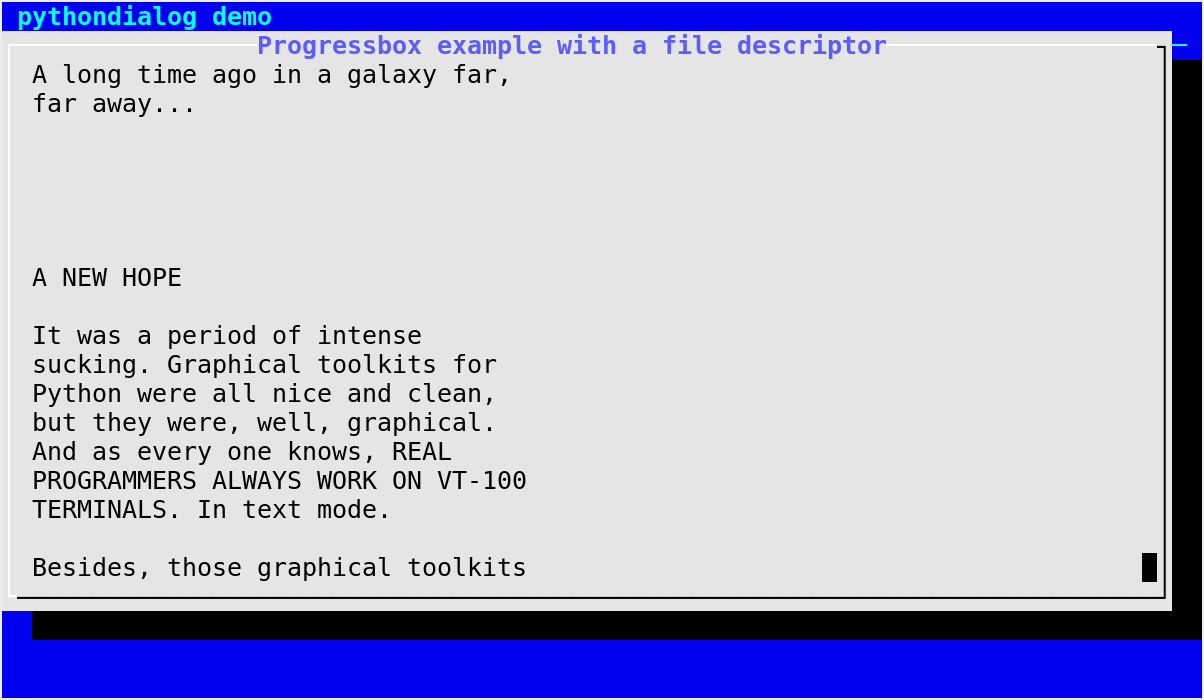 pythondialog demo
Progressbox example with a file descriptor
A long time ago in a galaxy far,
far away...
A NEW HOPE
It was a period of intense
sucking. Graphical toolkits for
Python were all nice and clean,
but they were, well, graphical.
And as every one knows, REAL
PROGRAMMERS ALWAYS WORK ON VT-100
TERMINALS. In text mode.
Besides, those graphical toolkits